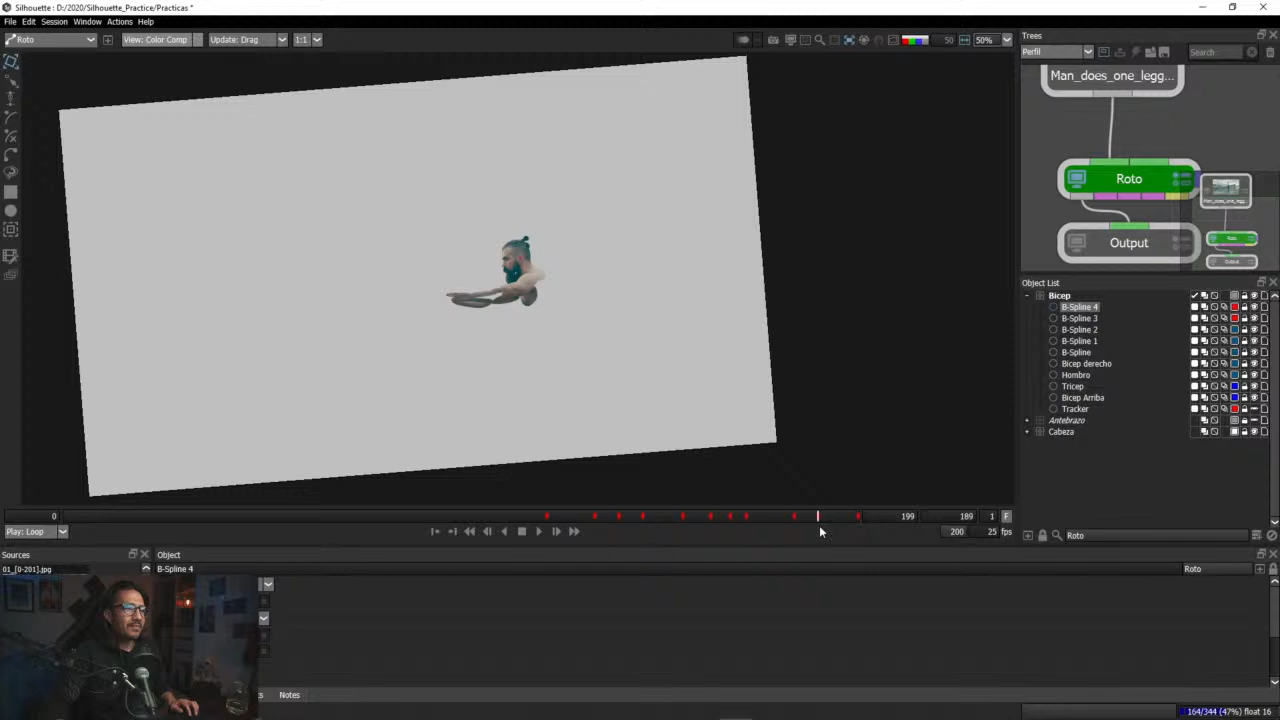 Silhouette : D:/2020/Silhouette_Practice/Practicas *
File Edit Session Window Actions Help
Roto View: Color Comp Update: Drag 1:1 50 50%
Trees
Perfil Search
Man_does_one_legg...
Roto
Output
Object List
Bicep
B-Spline 4
B-Spline 3
B-Spline 2
B-Spline 1
B-Spline
Bicep derecho
Hombro
Tricep
Bicep Arriba
Tracker
Antebrazo
Cabeza
0 199 189 1 F
Play: Loop 200 25 fps
Roto
Sources Object
01_[0-201].jpg B-Spline 4 Roto
Notes
164/344 (47%) float 16